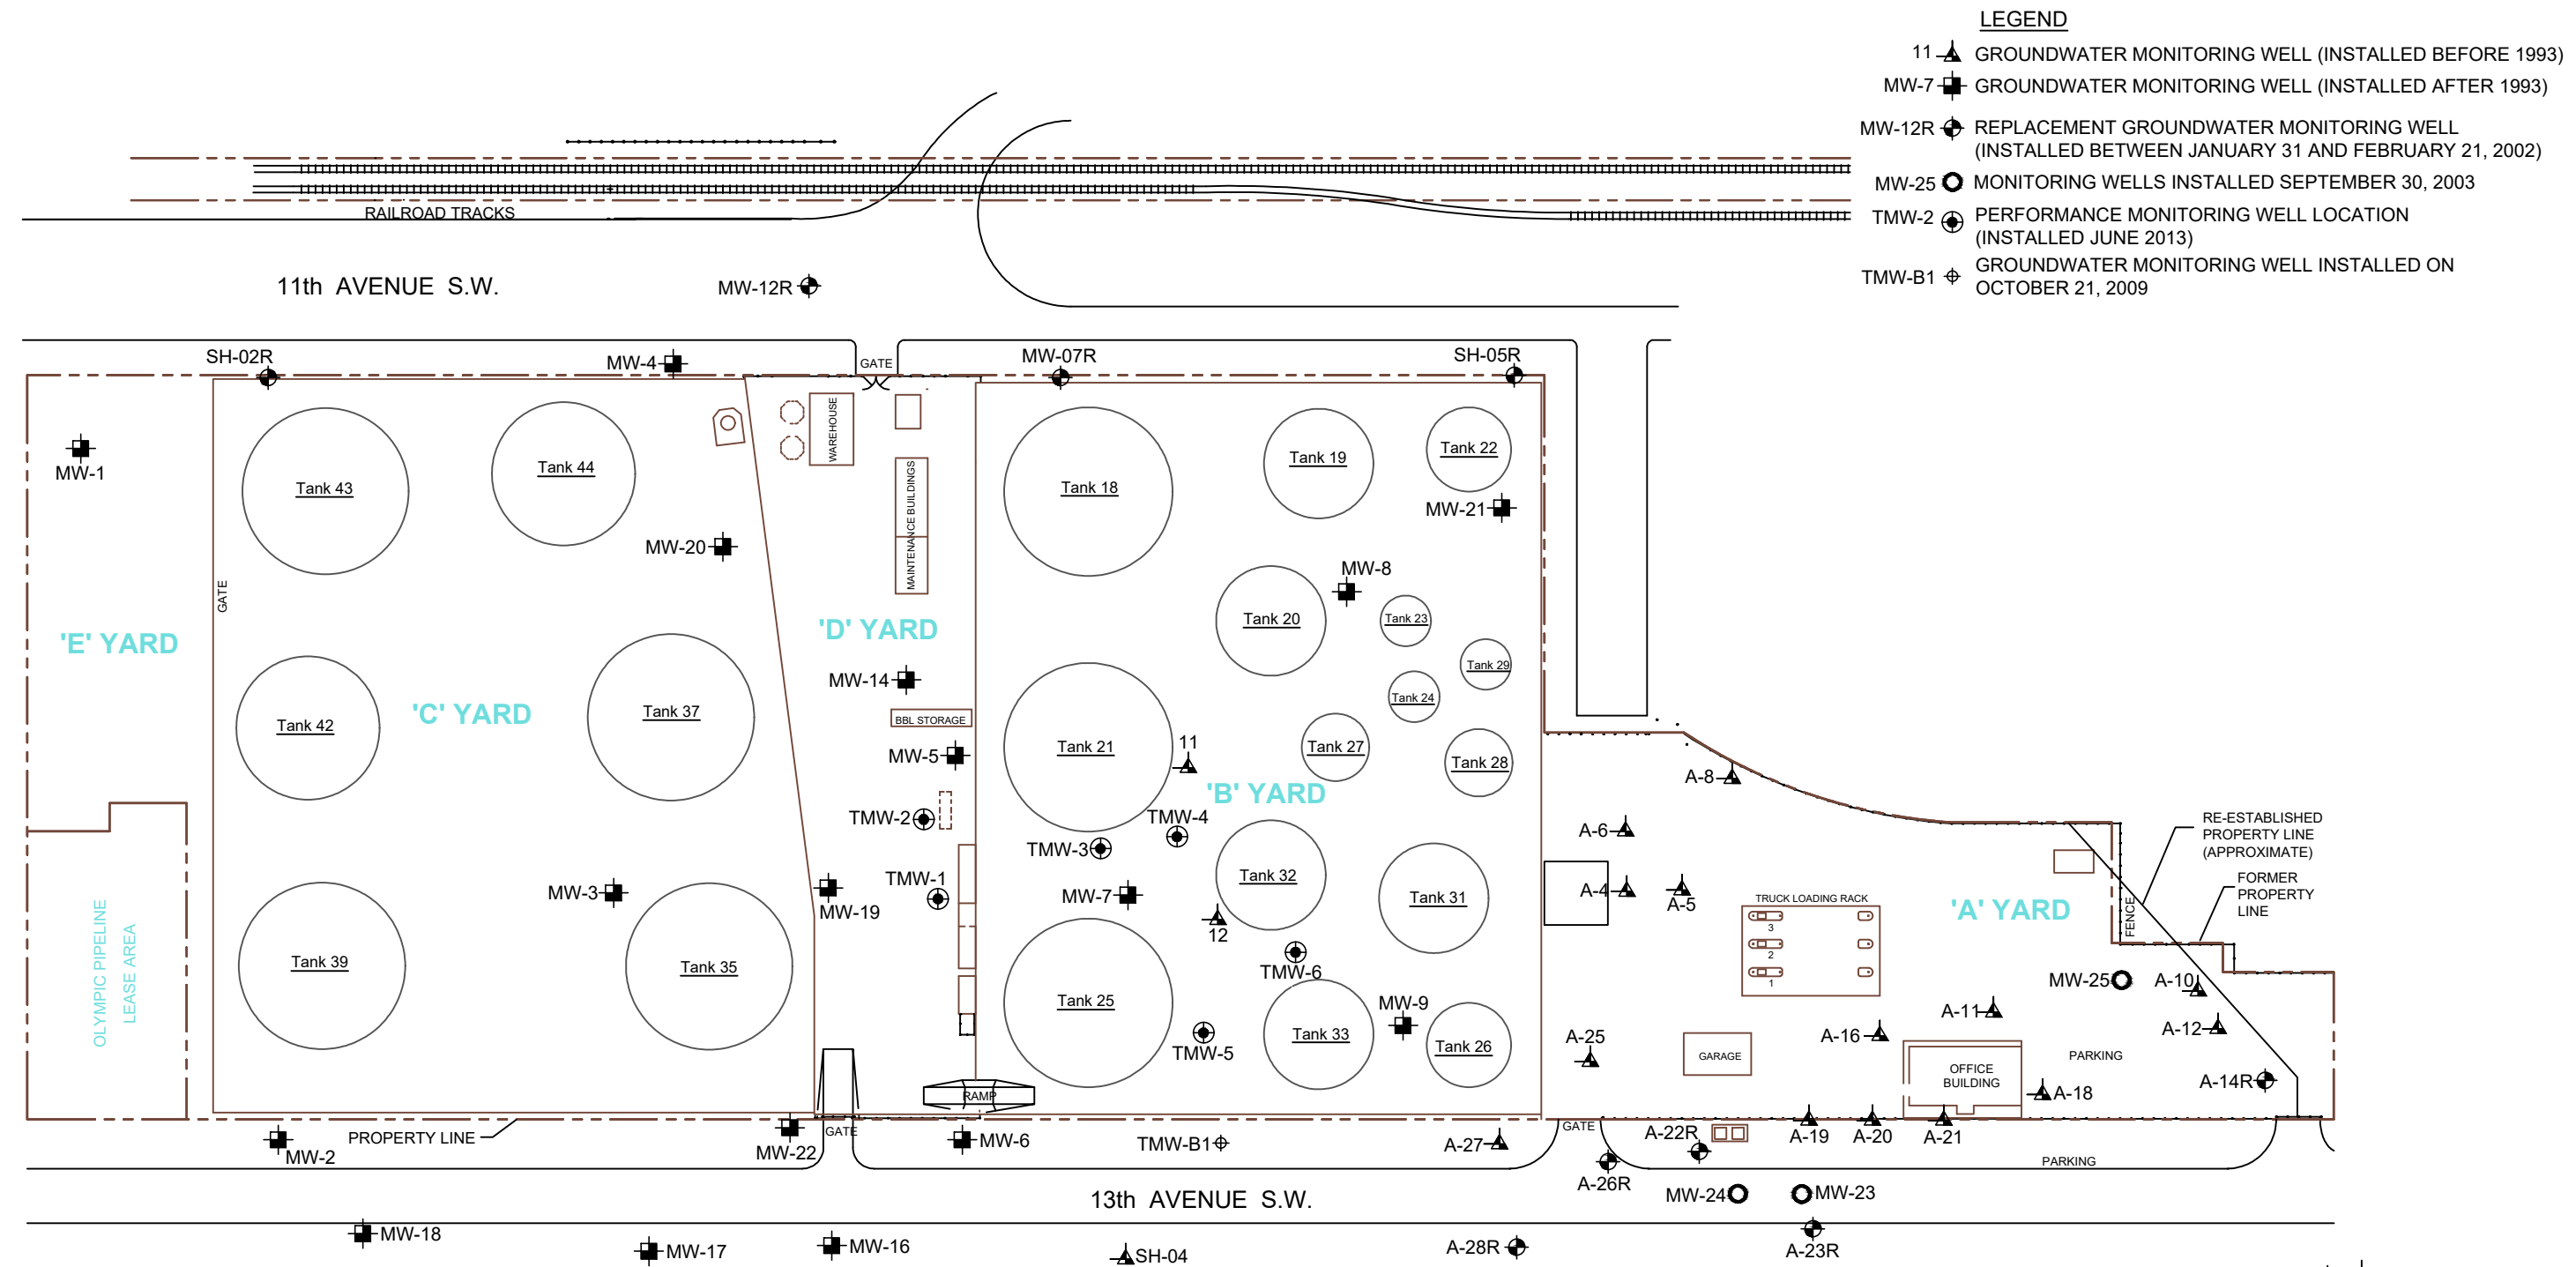 LEGEND
11 GROUNDWATER MONITORING WELL (INSTALLED BEFORE 1993)
MW-7 GROUNDWATER MONITORING WELL (INSTALLED AFTER 1993)
MW-12R REPLACEMENT GROUNDWATER MONITORING WELL
(INSTALLED BETWEEN JANUARY 31 AND FEBRUARY 21, 2002)
MW-25 MONITORING WELLS INSTALLED SEPTEMBER 30, 2003
TMW-2 PERFORMANCE MONITORING WELL LOCATION
(INSTALLED JUNE 2013)
TMW-B1 GROUNDWATER MONITORING WELL INSTALLED ON
OCTOBER 21, 2009
RAILROAD TRACKS
11th AVENUE S.W.
MW-12R
SH-02R
MW-4
GATE
MW-07R
SH-05R
MW-1
Tank 43
Tank 44
WAREHOUSE
MAINTENANCE BUILDINGS
Tank 18
Tank 19
Tank 22
MW-21
MW-20
GATE
MW-8
Tank 20
Tank 23
'E' YARD
'D' YARD
Tank 29
MW-14
Tank 24
'C' YARD
Tank 42
Tank 37
BBL STORAGE
MW-5
Tank 21
11
Tank 27
Tank 28
'B' YARD
A-8
TMW-2
TMW-4
TMW-3
A-6
RE-ESTABLISHED
PROPERTY LINE
(APPROXIMATE)
FORMER
PROPERTY
LINE
FENCE
MW-3
MW-19
TMW-1
MW-7
12
Tank 32
Tank 31
A-4
A-5
TRUCK LOADING RACK
3
2
1
'A' YARD
OLYMPIC PIPELINE
LEASE AREA
Tank 39
Tank 35
Tank 25
TMW-6
TMW-5
Tank 33
MW-9
Tank 26
A-25
GARAGE
A-16
A-11
MW-25
A-10
A-12
OFFICE
BUILDING
PARKING
A-18
A-14R
RAMP
PROPERTY LINE
MW-2
MW-22
GATE
MW-6
TMW-B1
A-27
GATE
A-22R
A-19
A-20
A-21
PARKING
A-26R
MW-24
MW-23
13th AVENUE S.W.
MW-18
MW-17
MW-16
SH-04
A-28R
A-23R